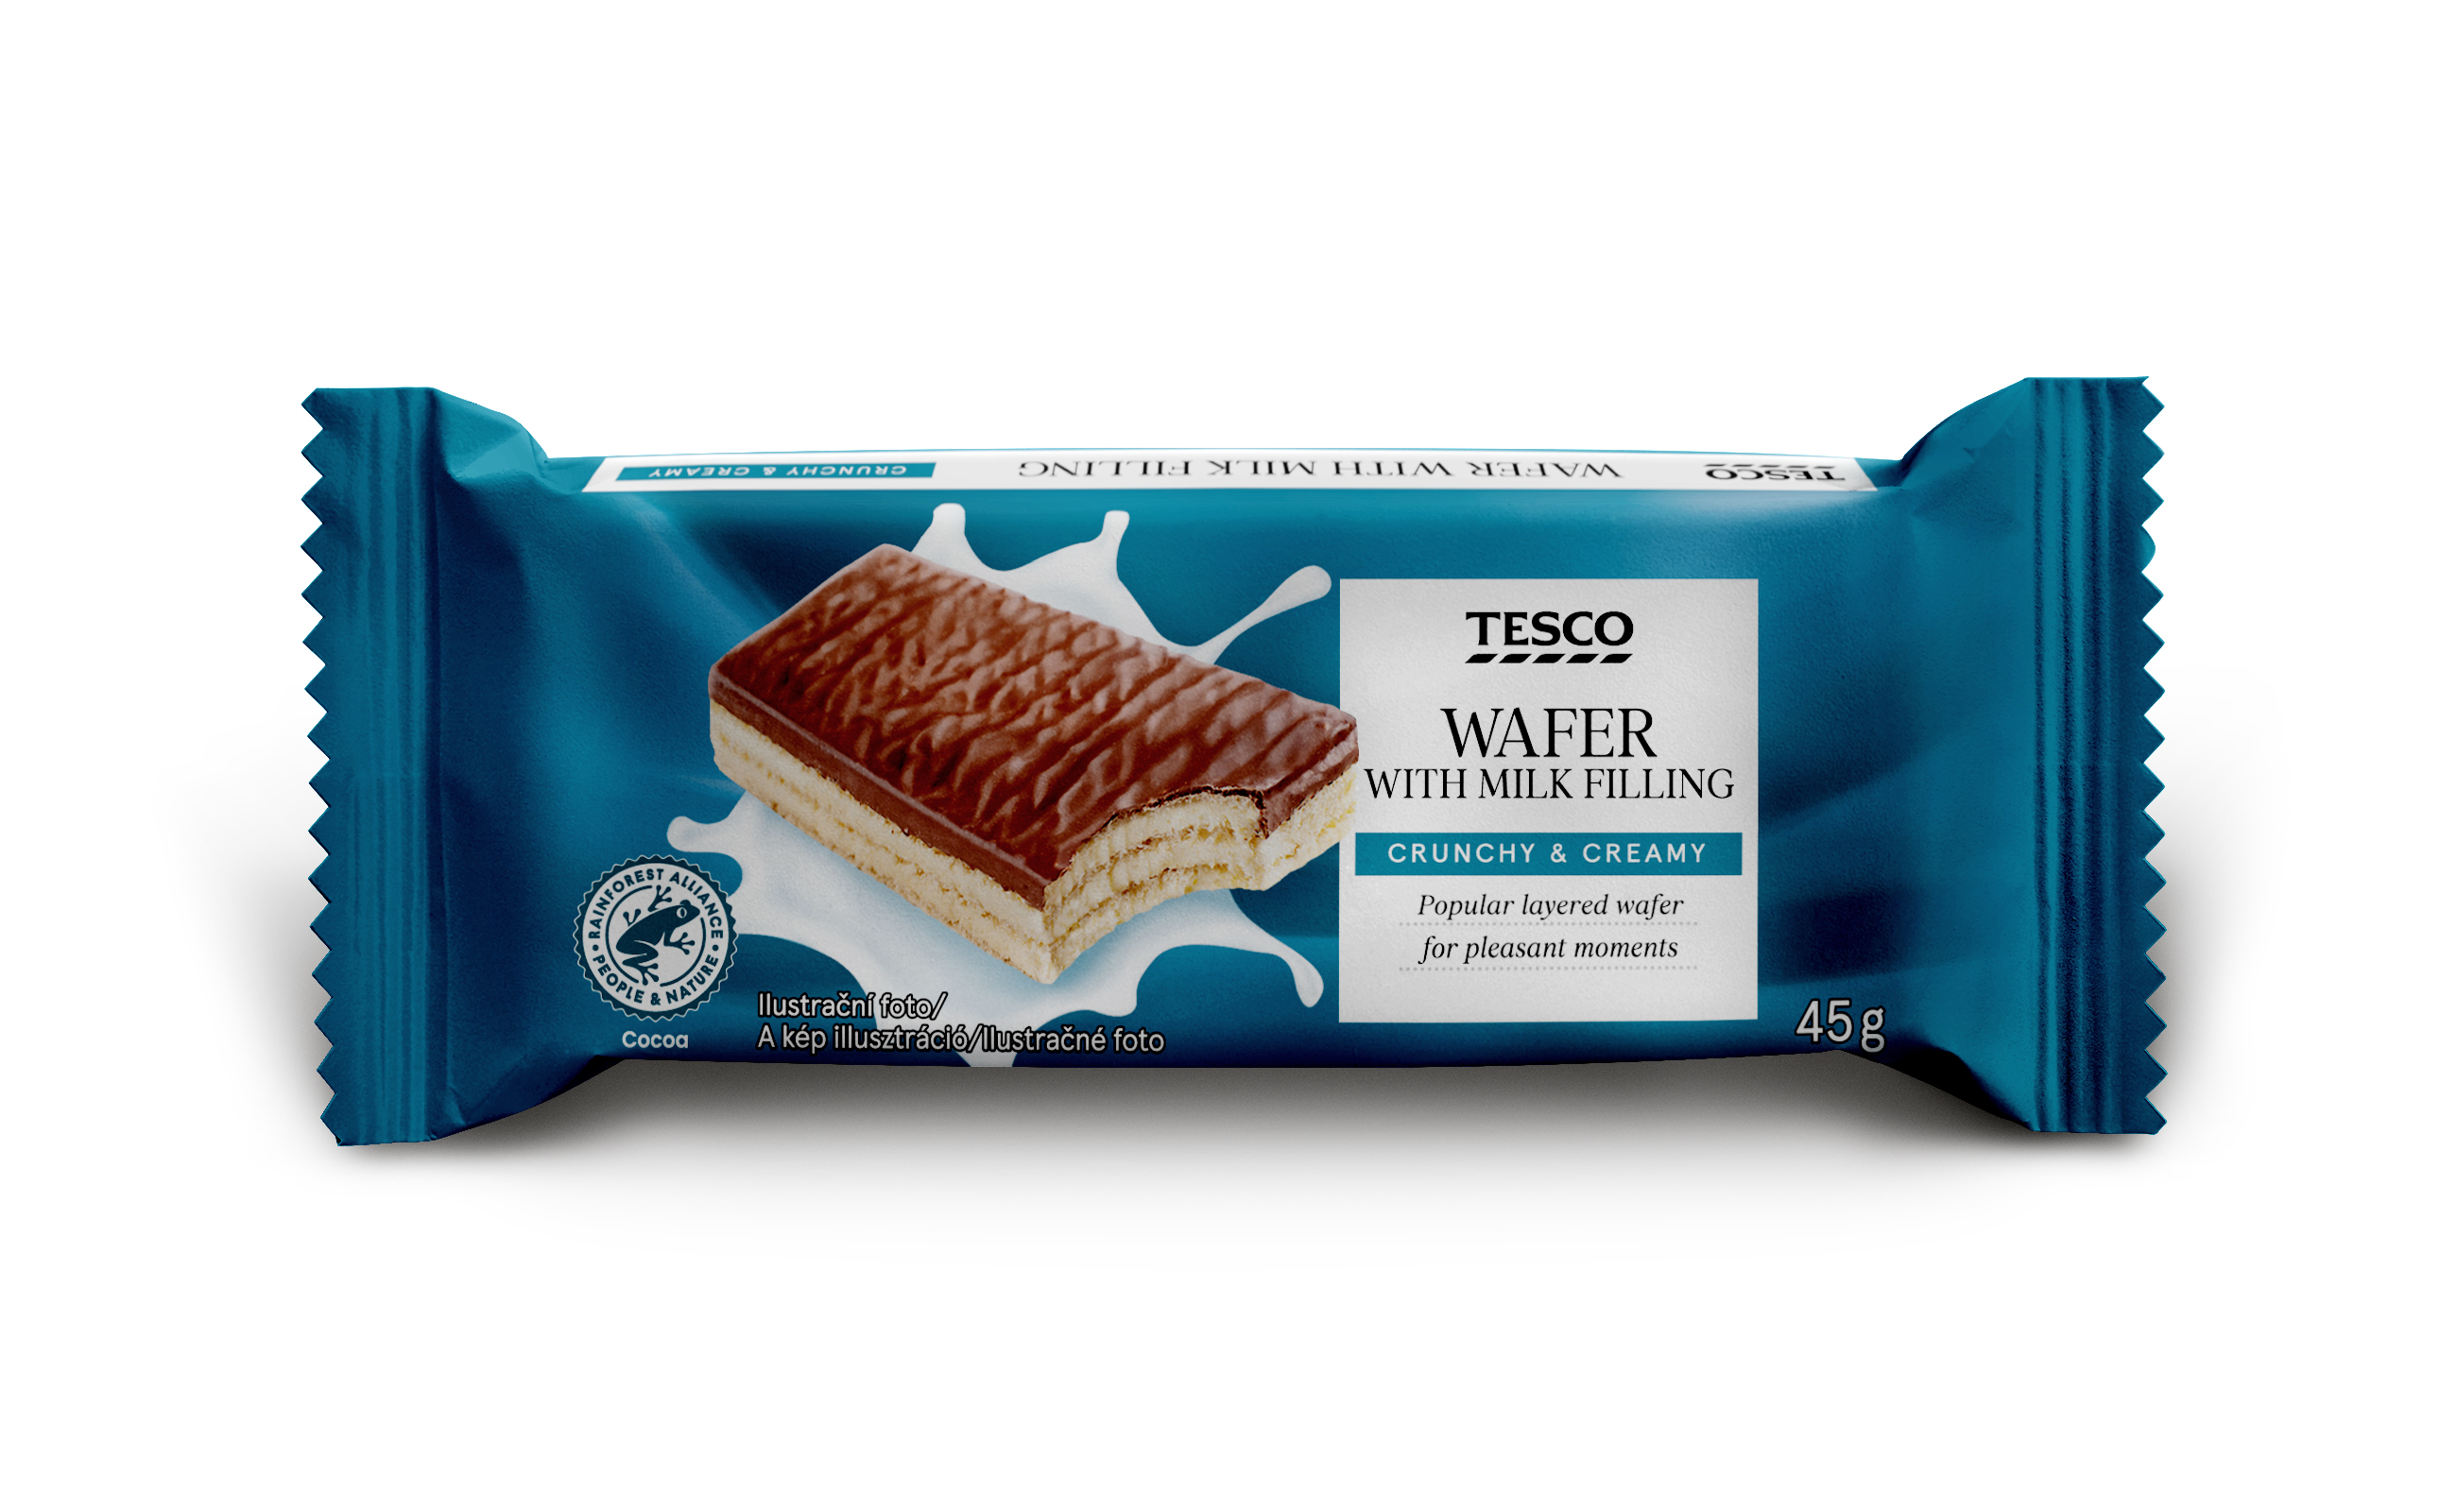 TESCO
WAFER WITH MILK FILLING
CRUNCHY & CREAMY
TESCO
WAFER
WITH MILK FILLING
CRUNCHY & CREAMY
Popular layered wafer
for pleasant moments
RAINFOREST ALLIANCE
PEOPLE & NATURE
Cocoa
Ilustrační foto/
A kép illusztráció/Ilustračné foto
45 g